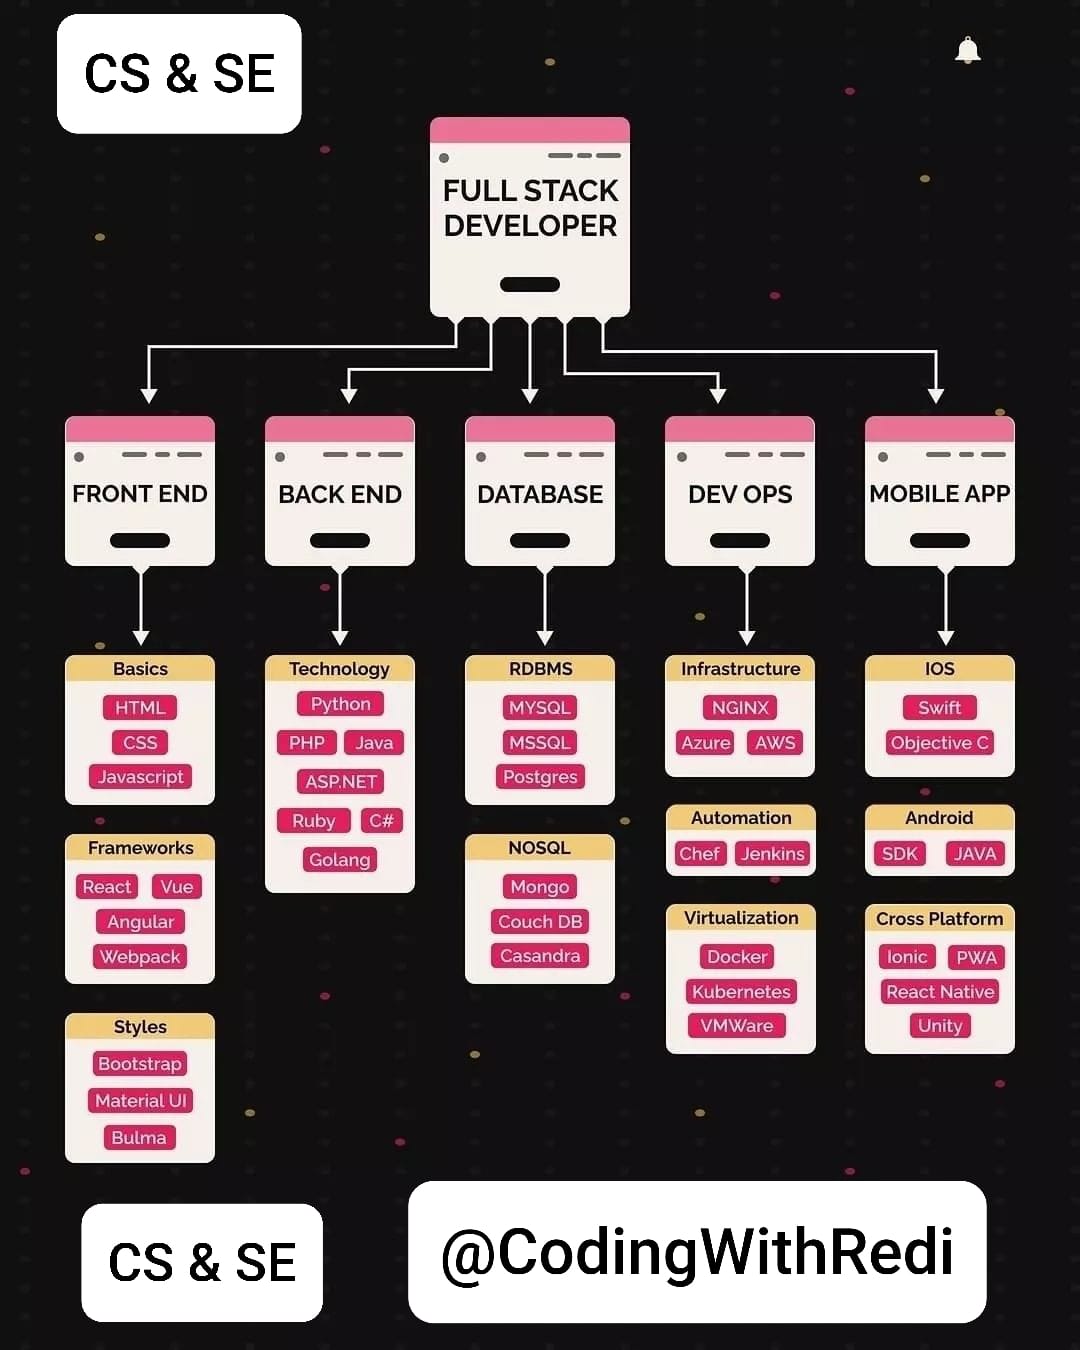 CS & SE
FULL STACK
DEVELOPER
FRONT END
BACK END
DATABASE
DEV OPS
MOBILE APP
Basics
HTML
CSS
Javascript
Frameworks
React Vue
Angular
Webpack
Styles
Bootstrap
Material UI
Bulma
Technology
Python
PHP Java
ASP.NET
Ruby C#
Golang
RDBMS
MYSQL
MSSQL
Postgres
NOSQL
Mongo
Couch DB
Casandra
Infrastructure
NGINX
Azure AWS
Automation
Chef Jenkins
Virtualization
Docker
Kubernetes
VMWare
IOS
Swift
Objective C
Android
SDK JAVA
Cross Platform
Ionic PWA
React Native
Unity
CS & SE
@CodingWithRedi